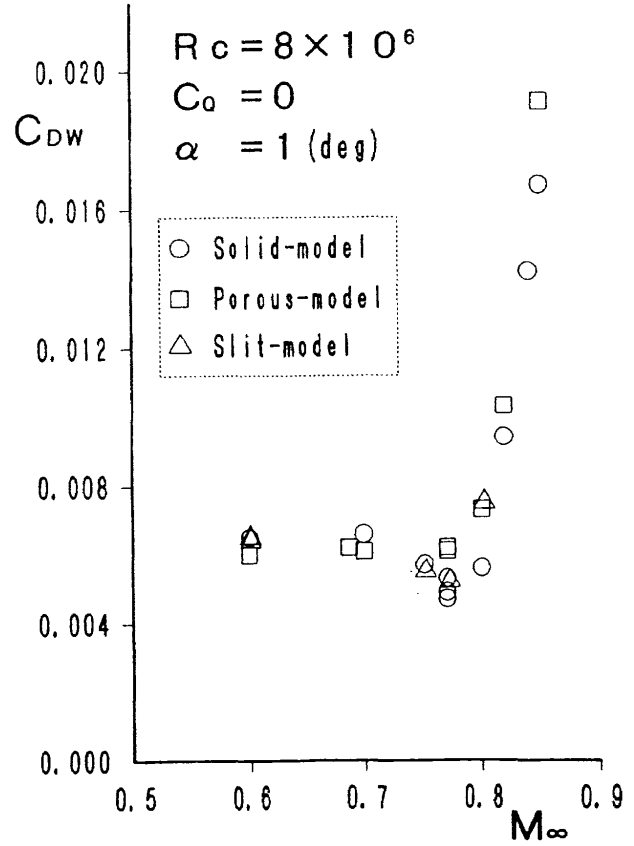 Rc=8×10⁶
C_Q=0
α=1(deg)
C_DW
0.020
0.016
0.012
0.008
0.004
0.000
Solid-model
Porous-model
Slit-model
0.5 0.6 0.7 0.8 0.9
M∞